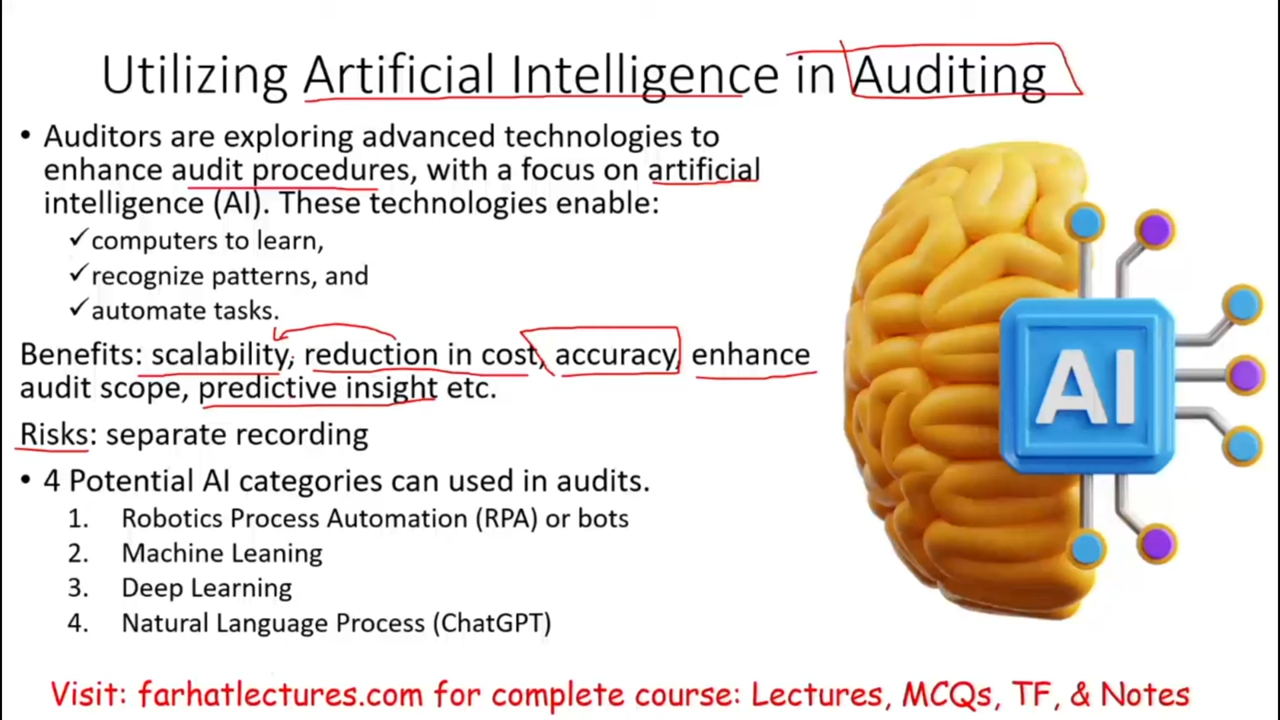 Utilizing Artificial Intelligence in Auditing
• Auditors are exploring advanced technologies to
enhance audit procedures, with a focus on artificial
intelligence (AI). These technologies enable:
✓computers to learn,
✓recognize patterns, and
✓automate tasks.
Benefits: scalability, reduction in cost, accuracy, enhance
audit scope, predictive insight etc.
Risks: separate recording
• 4 Potential AI categories can used in audits.
1. Robotics Process Automation (RPA) or bots
2. Machine Leaning
3. Deep Learning
4. Natural Language Process (ChatGPT)
AI
Visit: farhatlectures.com for complete course: Lectures, MCQs, TF, & Notes